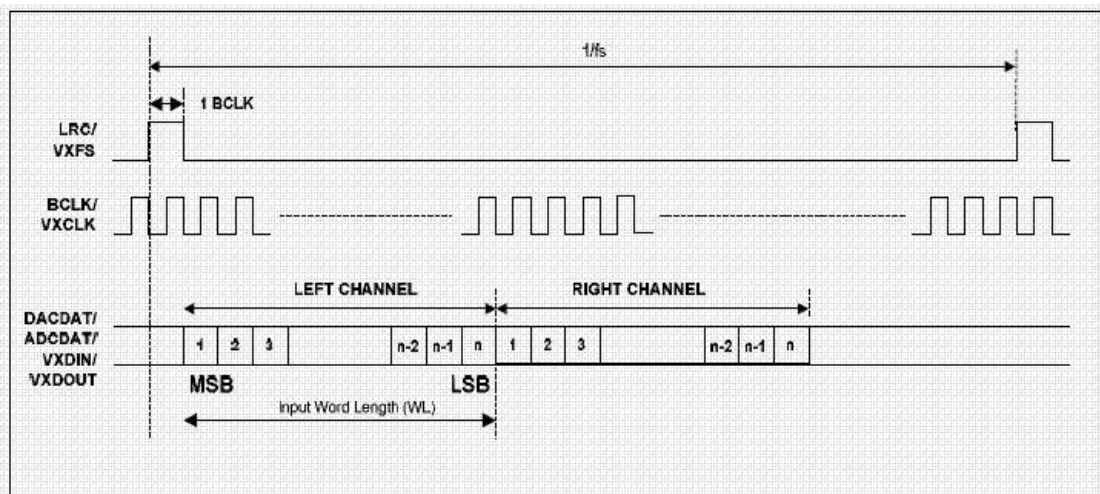 1/fs
1 BCLK
LRC/
VXFS
BCLK/
VXCLK
LEFT CHANNEL
RIGHT CHANNEL
DACDAT/
ADCDAT/
VXDIN/
VXDOUT
1 2 3 n-2 n-1 n 1 2 3 n-2 n-1 n
MSB LSB
Input Word Length (WL)